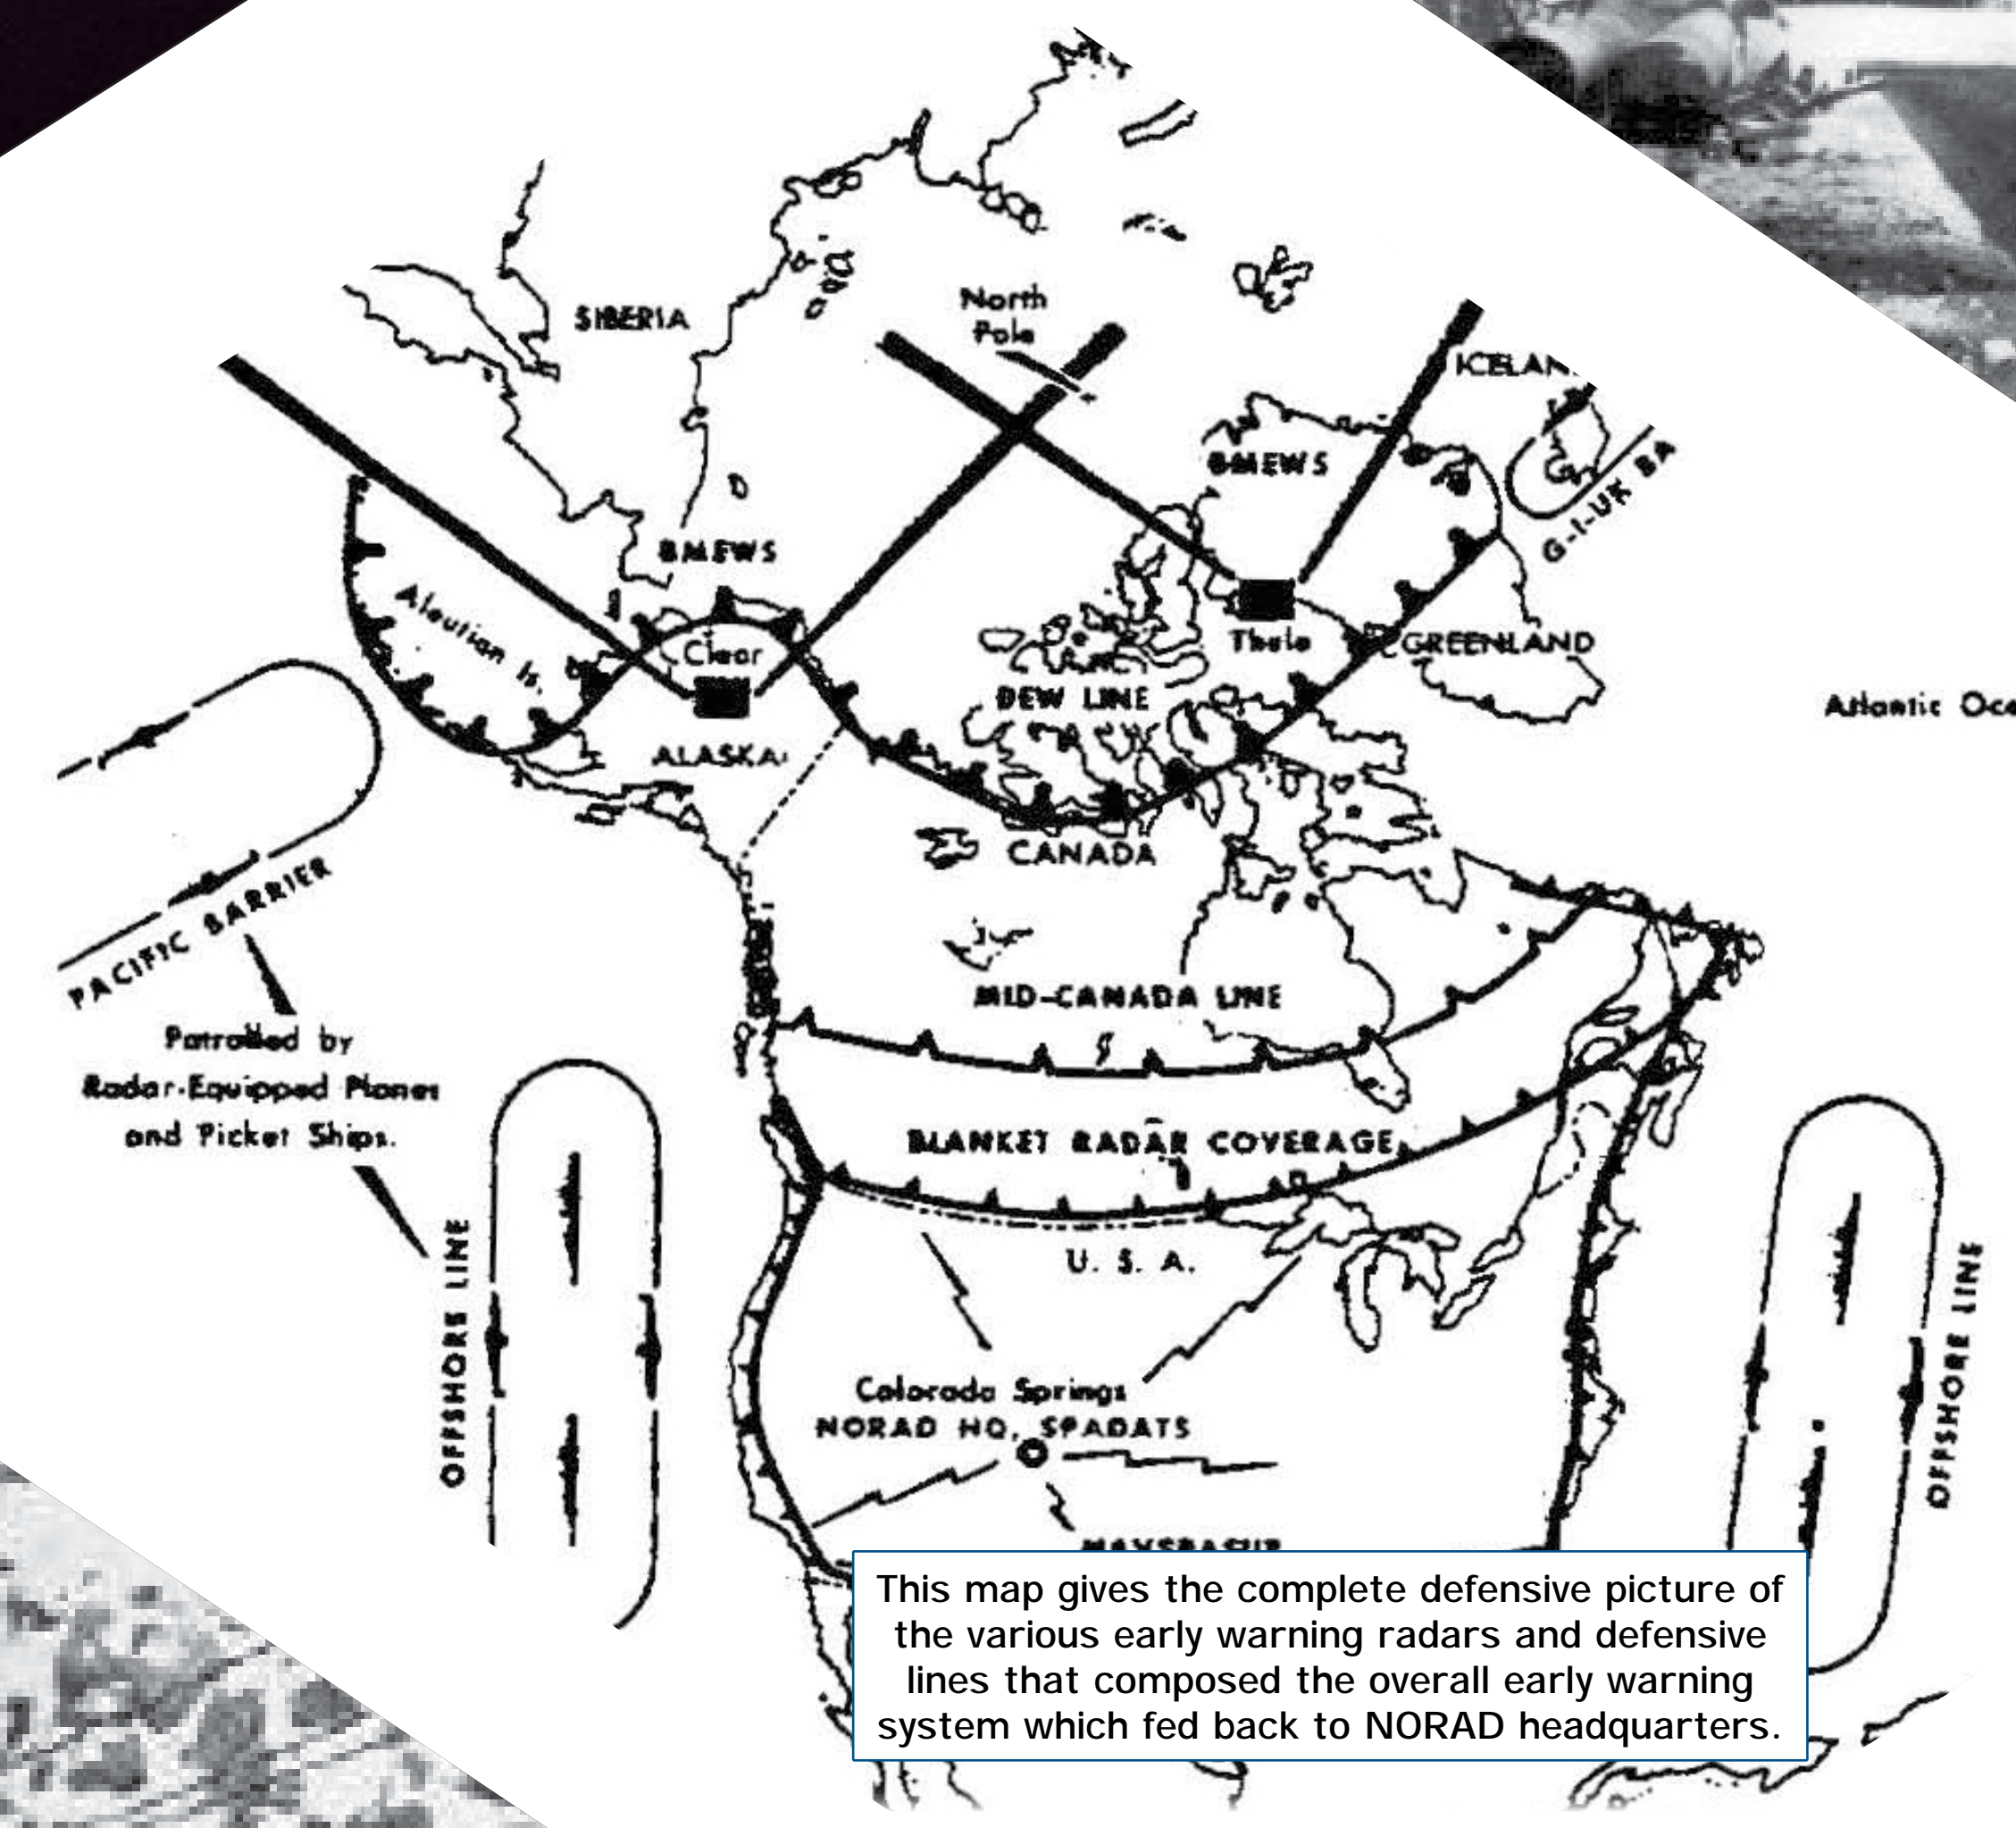 North
Pole
SIBERIA
BMEWS
G-I-UK
BMEWS
Aleutian Is.
Clear
Thule
GREENLAND
DEW LINE
ALASKA
Atlantic
CANADA
PACIFIC BARRIER
MID-CANADA LINE
Patrolled by
Radar-Equipped Planes
and Picket Ships.
BLANKET RADAR COVERAGE
U. S. A.
OFFSHORE LINE
OFFSHORE LINE
Colorado Springs
NORAD HQ. SPADATS
This map gives the complete defensive picture of
the various early warning radars and defensive
lines that composed the overall early warning
system which fed back to NORAD headquarters.